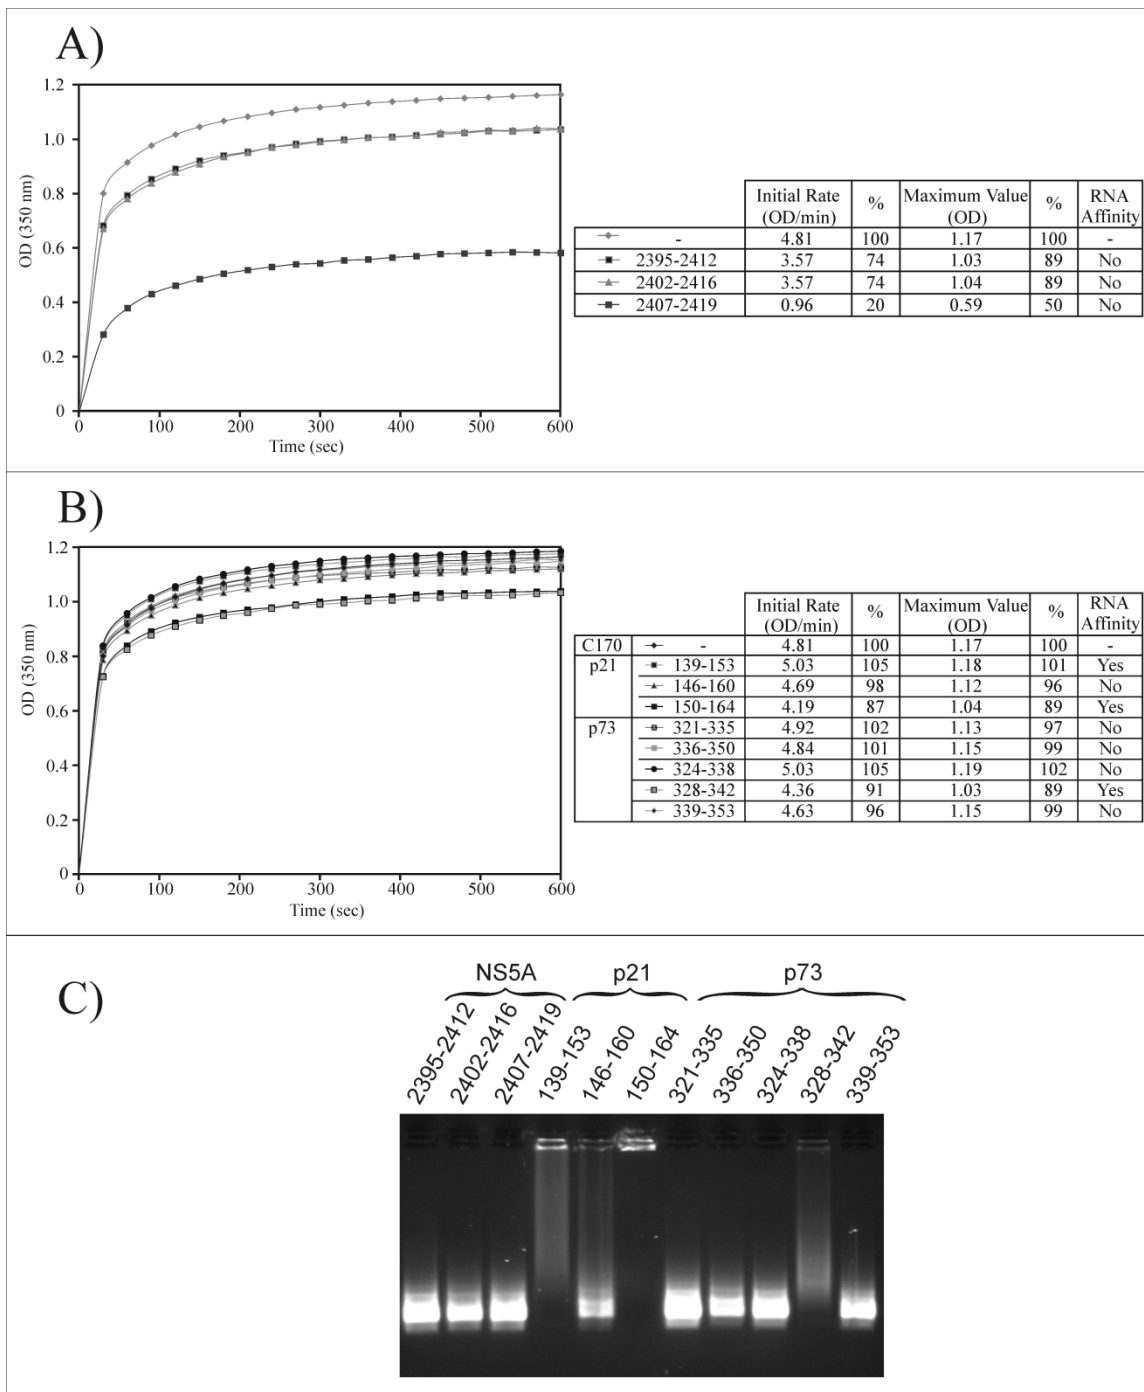 A)
1.2
1.0
0.8
0.6
0.4
0.2
0
OD (350 nm)
100 200 300 400 500 600
Time (sec)
Initial Rate (OD/min) % Maximum Value (OD) % RNA Affinity
- 4.81 100 1.17 100 -
2395-2412 3.57 74 1.03 89 No
2402-2416 3.57 74 1.04 89 No
2407-2419 0.96 20 0.59 50 No
B)
1.2
1.0
0.8
0.6
0.4
0.2
0
OD (350 nm)
0 100 200 300 400 500 600
Time (sec)
Initial Rate (OD/min) % Maximum Value (OD) % RNA Affinity
C170 - 4.81 100 1.17 100 -
p21 139-153 5.03 105 1.18 101 Yes
146-160 4.69 98 1.12 96 No
150-164 4.19 87 1.04 89 Yes
p73 321-335 4.92 102 1.13 97 No
336-350 4.84 101 1.15 99 No
324-338 5.03 105 1.19 102 No
328-342 4.36 91 1.03 89 Yes
339-353 4.63 96 1.15 99 No
C)
NS5A p21 p73
2395-2412 2402-2416 2407-2419 139-153 146-160 150-164 321-335 336-350 324-338 328-342 339-353